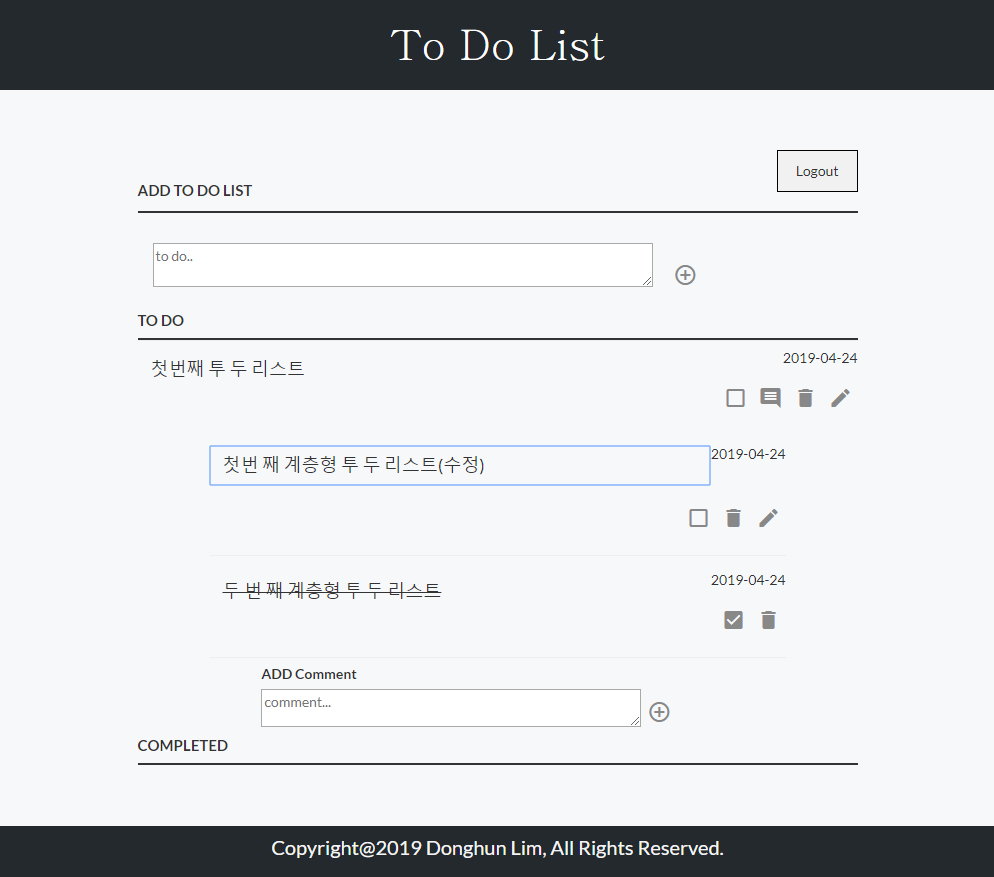 To Do List
Logout
ADD TO DO LIST
to do..
TO DO
첫번째 투 두 리스트
2019-04-24
첫번 째 계층형 투 두 리스트(수정)
2019-04-24
두 번 째 계층형 투 두 리스트
2019-04-24
ADD Comment
comment...
COMPLETED
Copyright@2019 Donghun Lim, All Rights Reserved.